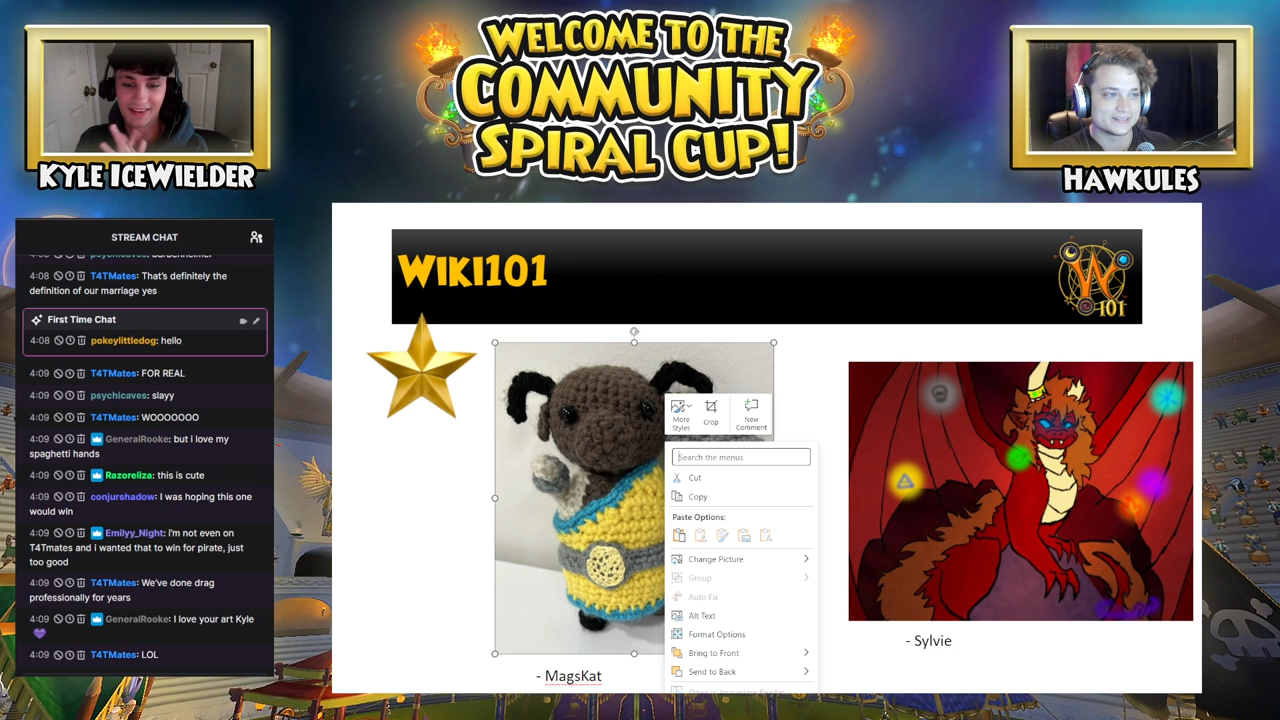 WELCOME TO THE
COMMUNITY
SPIRAL CUP!
KYLE ICEWIELDER
HAWKULES
STREAM CHAT
4:08 T4TMates: That's definitely the
definition of our marriage yes
First Time Chat
4:08 pokeylittledog: hello
4:09 T4TMates: FOR REAL
4:09 psychicaves: slayy
4:09 T4TMates: WOOOOOOO
4:09 GeneralRooke: but i love my
spaghetti hands
4:09 Razoreliza: this is cute
4:09 conjurshadow: I was hoping this one
would win
4:09 Emilyy_Night: i'm not even on
T4Tmates and i wanted that to win for pirate, just
too good
4:09 T4TMates: We've done drag
professionally for years
4:09 GeneralRooke: I love your art Kyle
4:09 T4TMates: LOL
WIKI101
W
101
More
Styles
Crop
New
Comment
Search the menus
Cut
Copy
Paste Options:
Change Picture
Group
Auto Fix
Alt Text
Format Options
Bring to Front
Send to Back
- MagsKat
- Sylvie